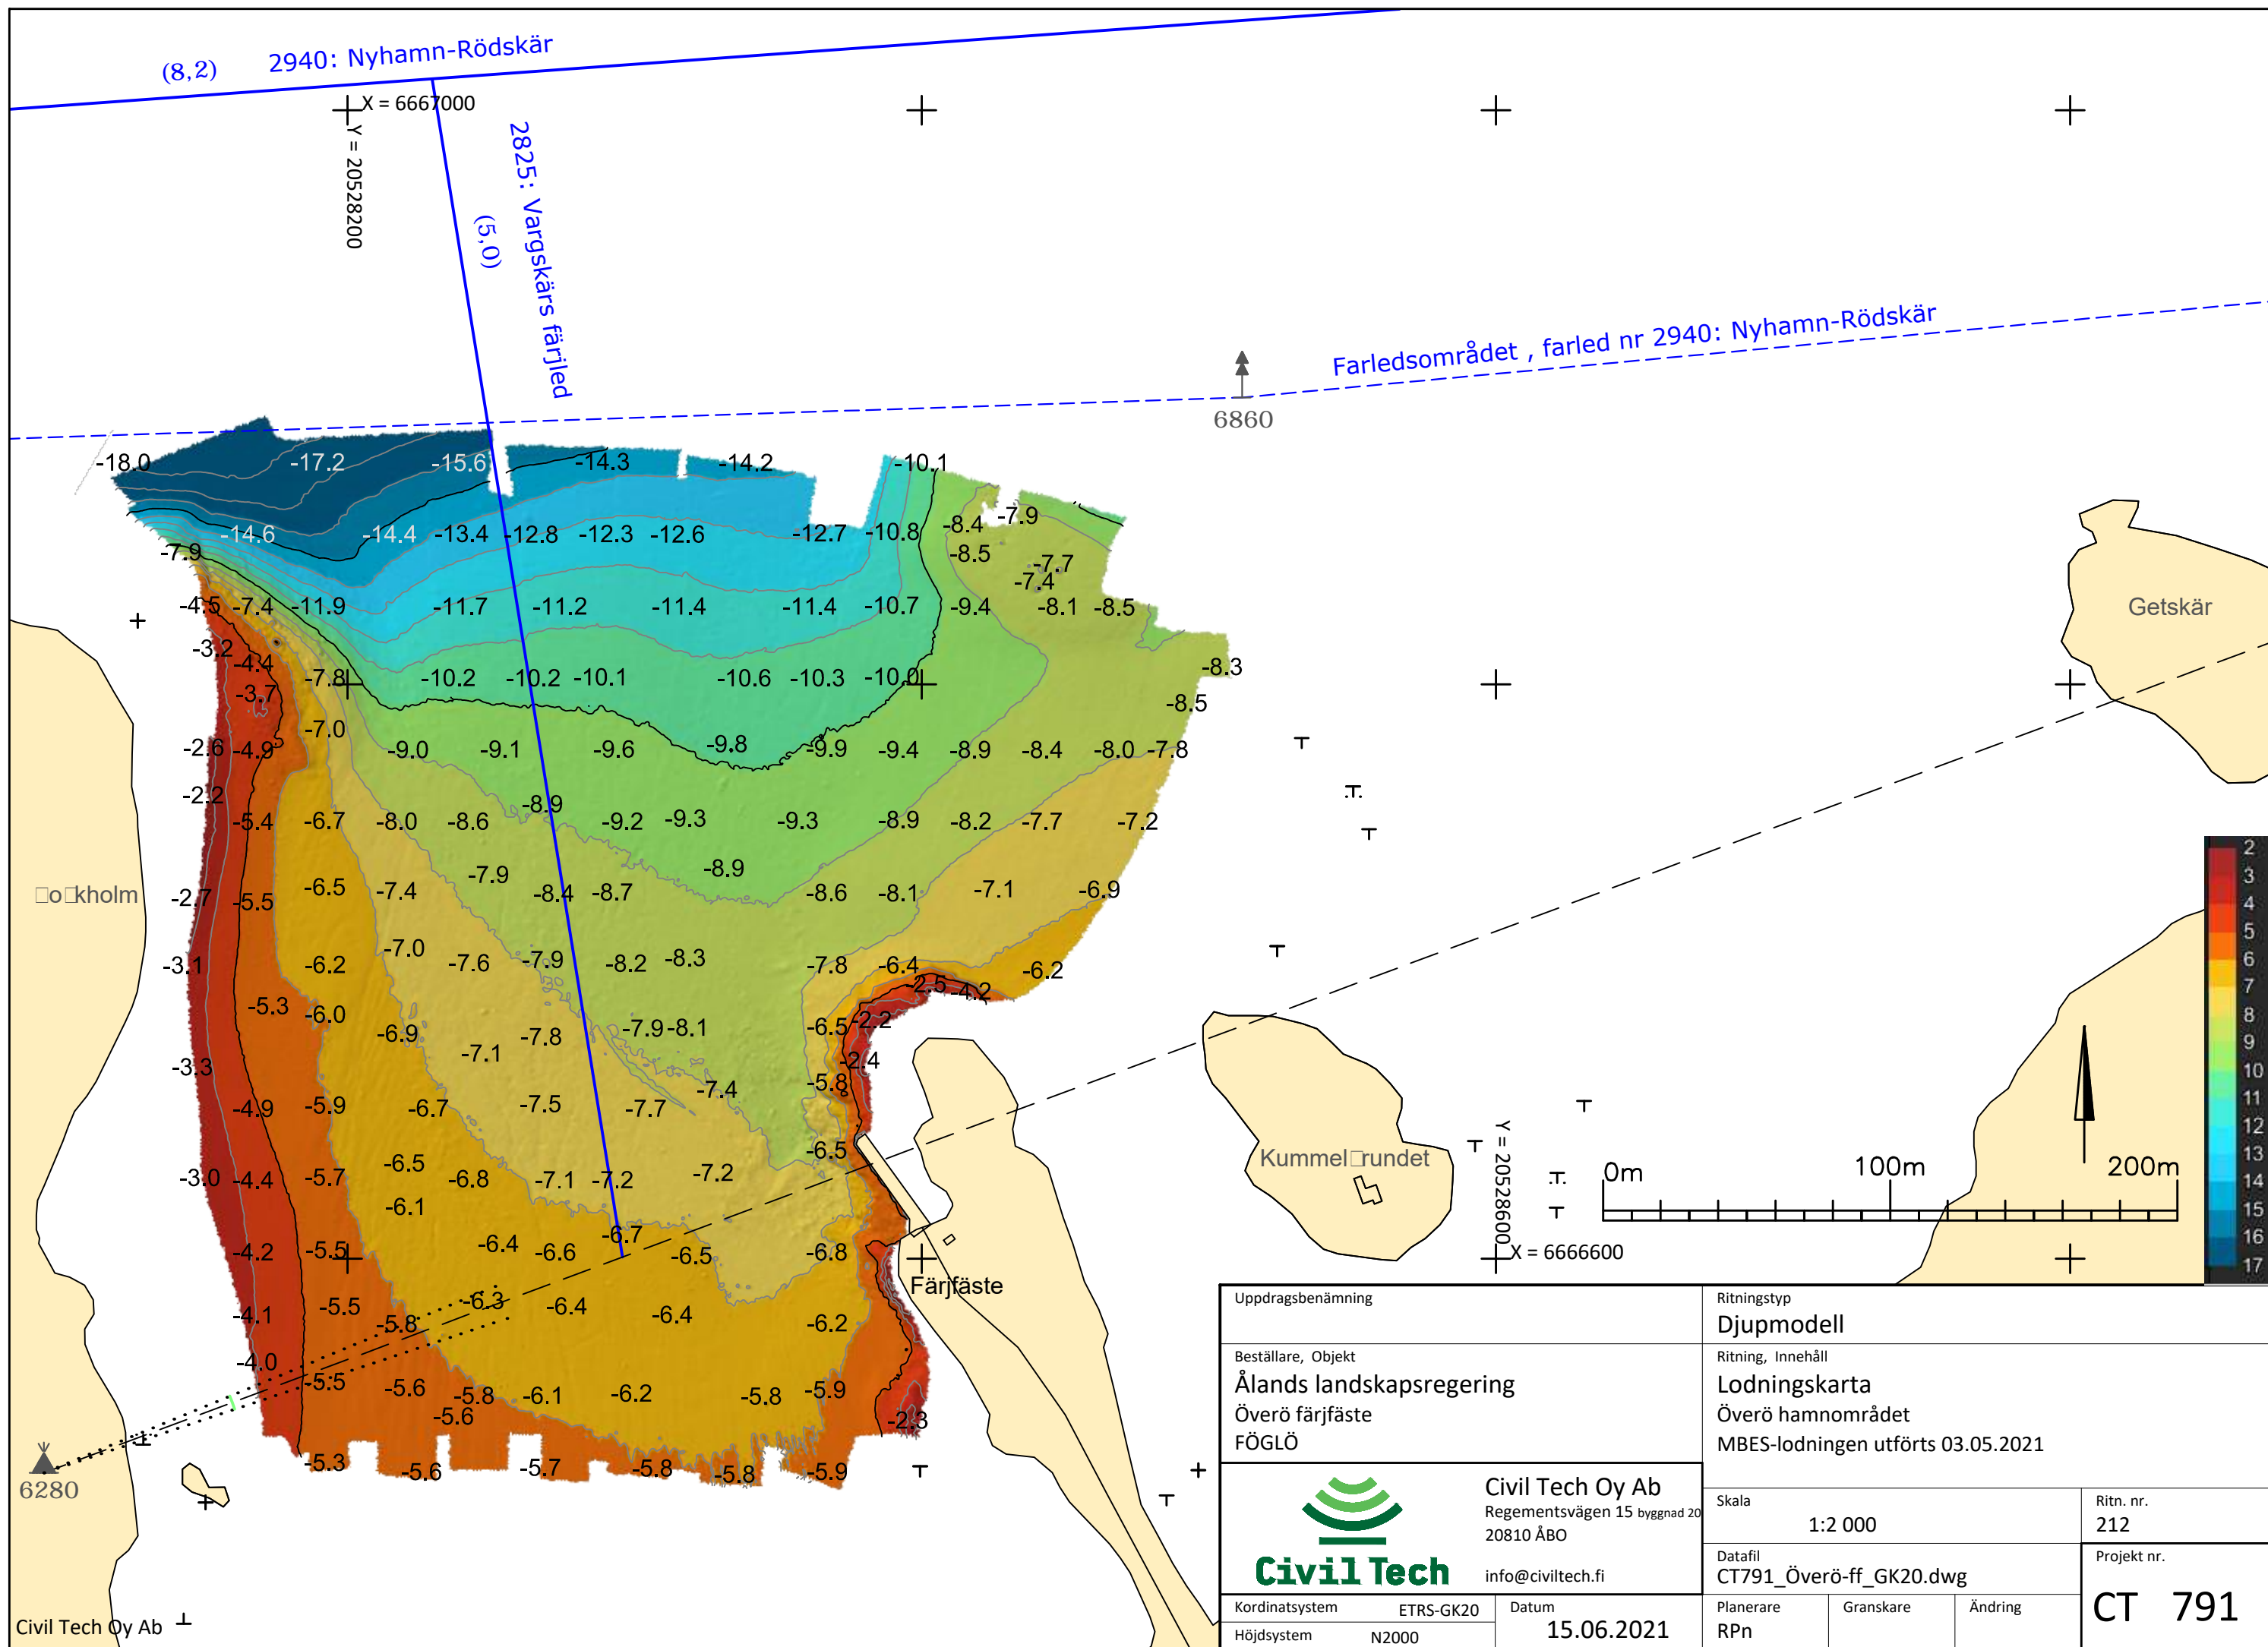 (8,2) 2940: Nyhamn-Rödskär
X = 6667000
Y = 20528200
2825: Vargskärs färjled
(5,0)
Farledsområdet , farled nr 2940: Nyhamn-Rödskär
6860
-18.0 -17.2 -15.6 -14.3 -14.2 -10.1
-7.9
-14.6 -14.4 -13.4 -12.8 -12.3 -12.6 -12.7 -10.8 -8.4
-7.9 -8.5 -7.7
-7.4
-4.5 -7.4 -11.9 -11.7 -11.2 -11.4 -11.4 -10.7 -9.4 -8.1 -8.5
Getskär
-3.2 -4.4
-7.8 -10.2 -10.2 -10.1 -10.6 -10.3 -10.0 -8.3
-3.7 -8.5
-7.0
-2.6 -4.9 -9.0 -9.1 -9.6 -9.8 -9.9 -9.4 -8.9 -8.4 -8.0 -7.8
-2.2 -8.9
-5.4 -6.7 -8.0 -8.6 -9.2 -9.3 -9.3 -8.9 -8.2 -7.7 -7.2
-7.9 -8.9
-2.7 -5.5 -6.5 -7.4 -8.4 -8.7 -8.6 -8.1 -7.1 -6.9
kholm
-7.0
-3.1 -6.2 -7.6 -7.9 -8.2 -8.3 -7.8 -6.4 -6.2
-2.5 -4.2
-5.3 -6.0 -6.9 -7.8 -7.9 -8.1 -6.5 -2.2
-7.1
-3.3 -2.4
-5.8
-4.9 -5.9 -6.7 -7.5 -7.7 -7.4
-6.5
-6.5
-3.0 -4.4 -5.7 -6.8 -7.1 -7.2 -7.2
-6.1
Kummel rundet
Y = 20528600
X = 6666600
0m 100m 200m
-6.7
-4.2 -5.5 -6.4 -6.6 -6.5 -6.8
Färjfäste
-4.1 -5.5 -5.8 -6.3 -6.4 -6.4 -6.2
-4.0
-5.5 -5.6 -5.8 -6.1 -6.2 -5.8 -5.9
-5.6 -2.3
-5.3 -5.6 -5.7 -5.8 -5.8 -5.9
6280
2
3
4
5
6
7
8
9
10
11
12
13
14
15
16
17
Uppdragsbenämning
Ritningstyp
Djupmodell
Beställare, Objekt
Ålands landskapsregering
Överö färjfäste
FÖGLÖ
Ritning, Innehåll
Lodningskarta
Överö hamnområdet
MBES-lodningen utförts 03.05.2021
Civil Tech
Civil Tech Oy Ab
Regementsvägen 15 byggnad 20
20810 ÅBO
info@civiltech.fi
Skala
1:2 000
Ritn. nr.
212
Datafil
CT791_Överö-ff_GK20.dwg
Projekt nr.
CT 791
Kordinatsystem ETRS-GK20
Höjdsystem N2000
Datum
15.06.2021
Planerare
RPn
Granskare
Ändring
Civil Tech Oy Ab